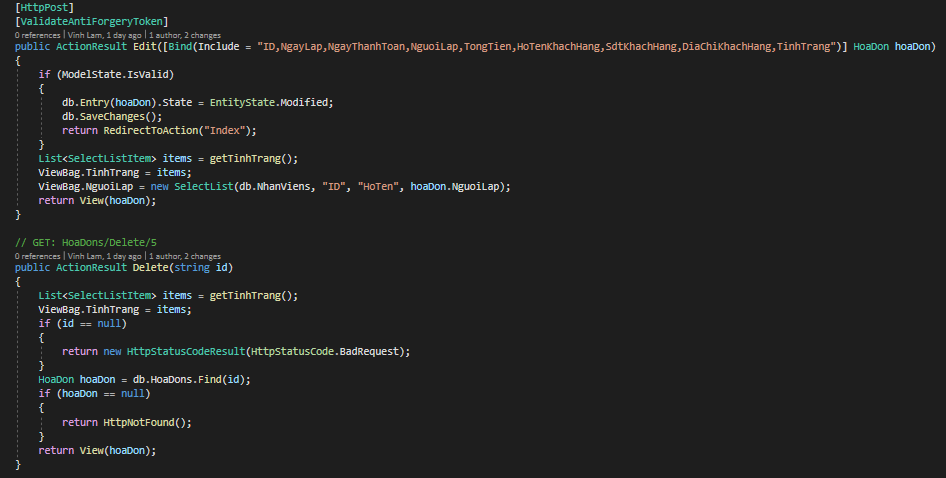 [HttpPost]
[ValidateAntiForgeryToken]
0 references | Vinh Lam, 1 day ago | 1 author, 2 changes
public ActionResult Edit([Bind(Include = "ID,NgayLap,NgayThanhToan,NguoiLap,TongTien,HoTenKhachHang,SdtKhachHang,DiaChiKhachHang,TinhTrang")] HoaDon hoaDon)
{
if (ModelState.IsValid)
{
db.Entry(hoaDon).State = EntityState.Modified;
db.SaveChanges();
return RedirectToAction("Index");
}
List<SelectListItem> items = getTinhTrang();
ViewBag.TinhTrang = items;
ViewBag.NguoiLap = new SelectList(db.NhanViens, "ID", "HoTen", hoaDon.NguoiLap);
return View(hoaDon);
}
// GET: HoaDons/Delete/5
0 references | Vinh Lam, 1 day ago | 1 author, 2 changes
public ActionResult Delete(string id)
{
List<SelectListItem> items = getTinhTrang();
ViewBag.TinhTrang = items;
if (id == null)
{
return new HttpStatusCodeResult(HttpStatusCode.BadRequest);
}
HoaDon hoaDon = db.HoaDons.Find(id);
if (hoaDon == null)
{
return HttpNotFound();
}
return View(hoaDon);
}